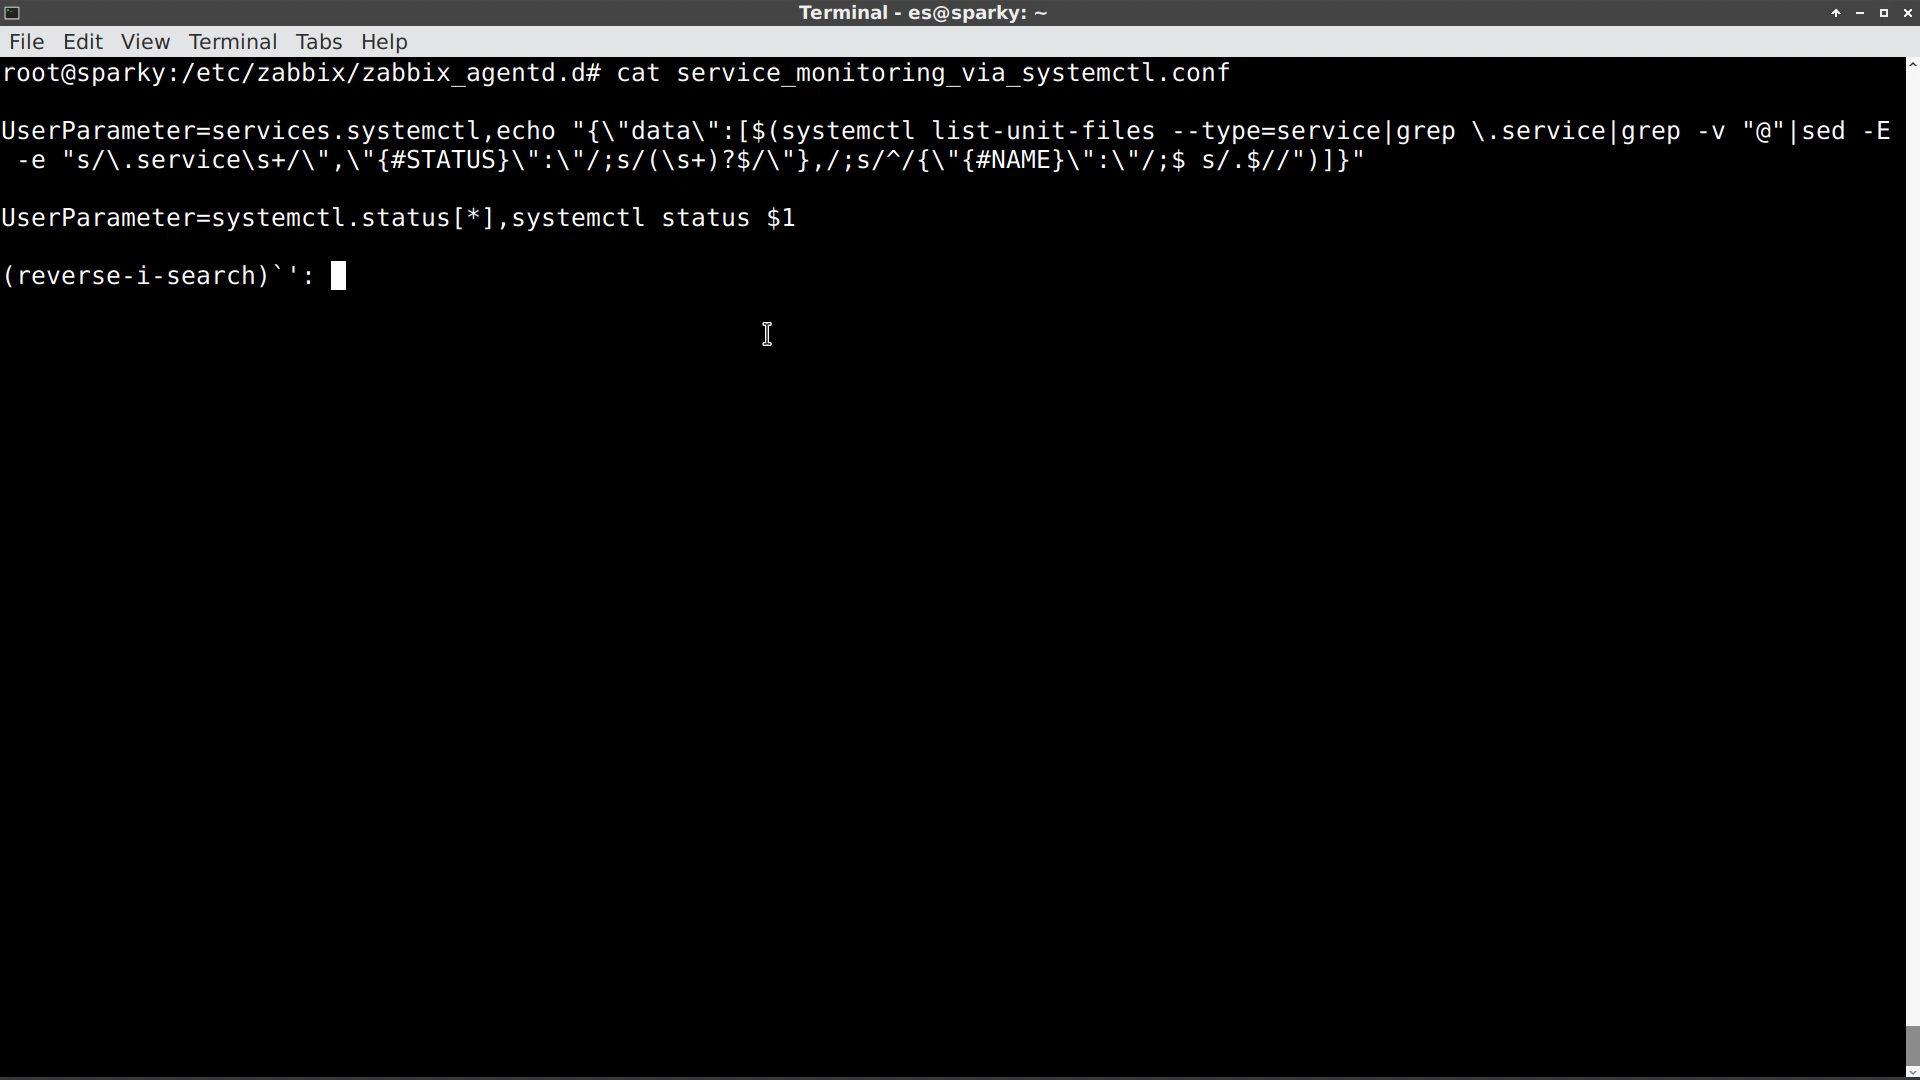 Terminal - es@sparky: ~
File Edit View Terminal Tabs Help
root@sparky:/etc/zabbix/zabbix_agentd.d# cat service_monitoring_via_systemctl.conf
UserParameter=services.systemctl,echo "{\"data\":[$(systemctl list-unit-files --type=service|grep \.service|grep -v "@"|sed -E
 -e "s/\.service\s+/\",\"{#STATUS}\":\"/;s/(\s+)?$/\"},/;s/^/{\"{#NAME}\":\"/;$ s/.$//")]}"
UserParameter=systemctl.status[*],systemctl status $1
(reverse-i-search)`':